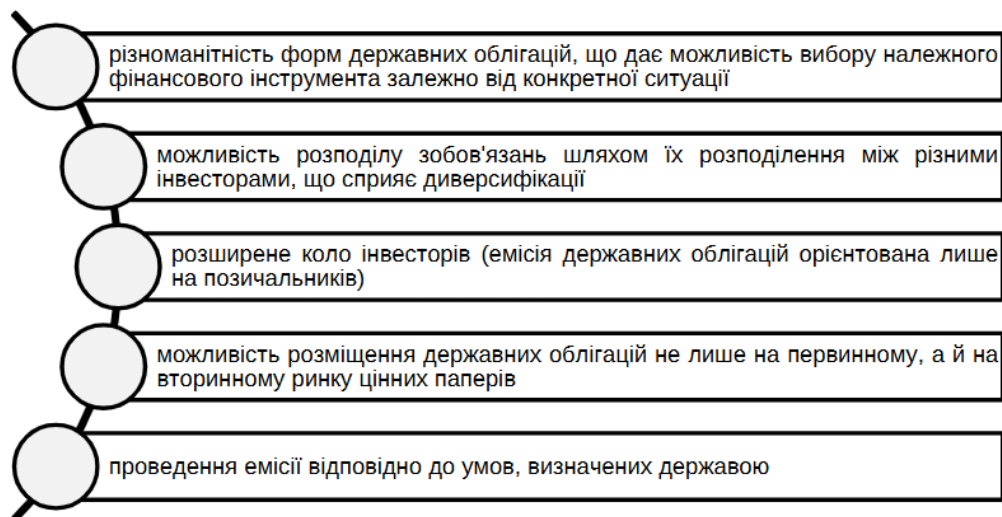 різноманітність форм державних облігацій, що дає можливість вибору належного
фінансового інструмента залежно від конкретної ситуації
можливість розподілу зобов'язань шляхом їх розподілення між різними
інвесторами, що сприяє диверсифікації
розширене коло інвесторів (емісія державних облігацій орієнтована лише
на позичальників)
можливість розміщення державних облігацій не лише на первинному, а й на
вторинному ринку цінних паперів
проведення емісії відповідно до умов, визначених державою